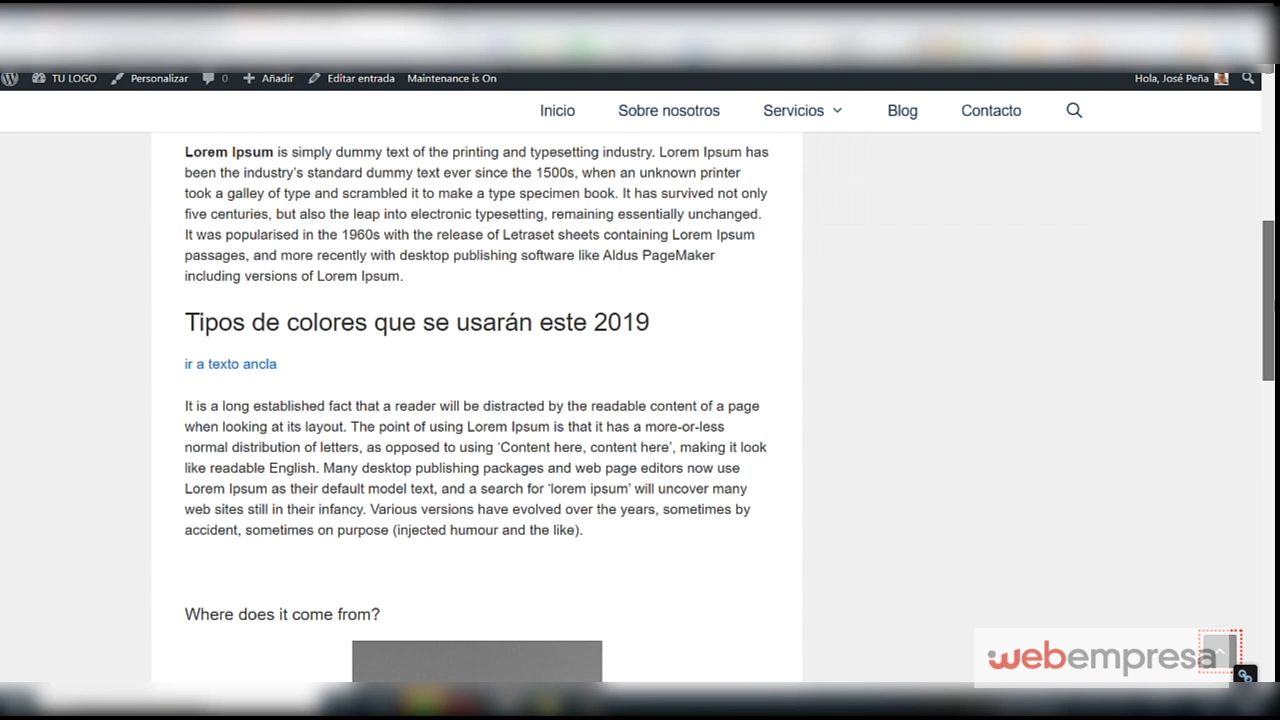 TU LOGO Personalizar 0 Añadir Editar entrada Maintenance is On Hola, José Peña
Inicio Sobre nosotros Servicios Blog Contacto
Lorem Ipsum is simply dummy text of the printing and typesetting industry. Lorem Ipsum has
been the industry’s standard dummy text ever since the 1500s, when an unknown printer
took a galley of type and scrambled it to make a type specimen book. It has survived not only
five centuries, but also the leap into electronic typesetting, remaining essentially unchanged.
It was popularised in the 1960s with the release of Letraset sheets containing Lorem Ipsum
passages, and more recently with desktop publishing software like Aldus PageMaker
including versions of Lorem Ipsum.
Tipos de colores que se usarán este 2019
ir a texto ancla
It is a long established fact that a reader will be distracted by the readable content of a page
when looking at its layout. The point of using Lorem Ipsum is that it has a more-or-less
normal distribution of letters, as opposed to using ‘Content here, content here’, making it look
like readable English. Many desktop publishing packages and web page editors now use
Lorem Ipsum as their default model text, and a search for ‘lorem ipsum’ will uncover many
web sites still in their infancy. Various versions have evolved over the years, sometimes by
accident, sometimes on purpose (injected humour and the like).
Where does it come from?
webempresa